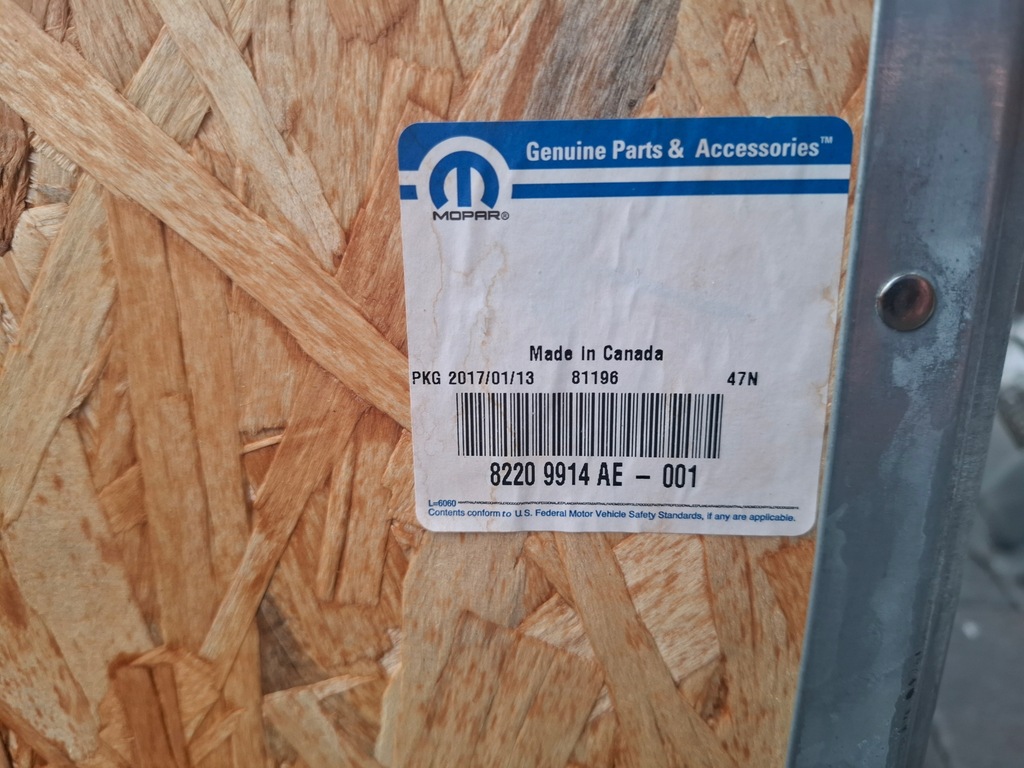 Genuine Parts & Accessories™
MOPAR®
Made In Canada
PKG 2017/01/13 81196 47N
8220 9914 AE - 001
L=6060
Contents conform to U.S. Federal Motor Vehicle Safety Standards, if any are applicable.